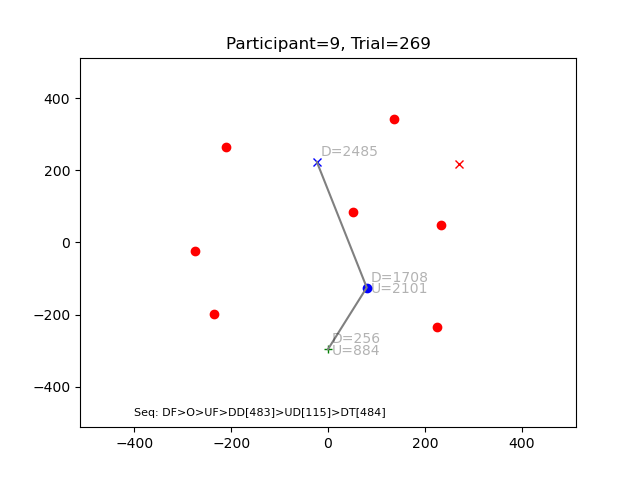 Participant=9, Trial=269
400
200
0
−200
−400
D=2485
D=1708
U=2101
D=256
U=884
Seq: DF>O>UF>DD[483]>UD[115]>DT[484]
−400 −200 0 200 400